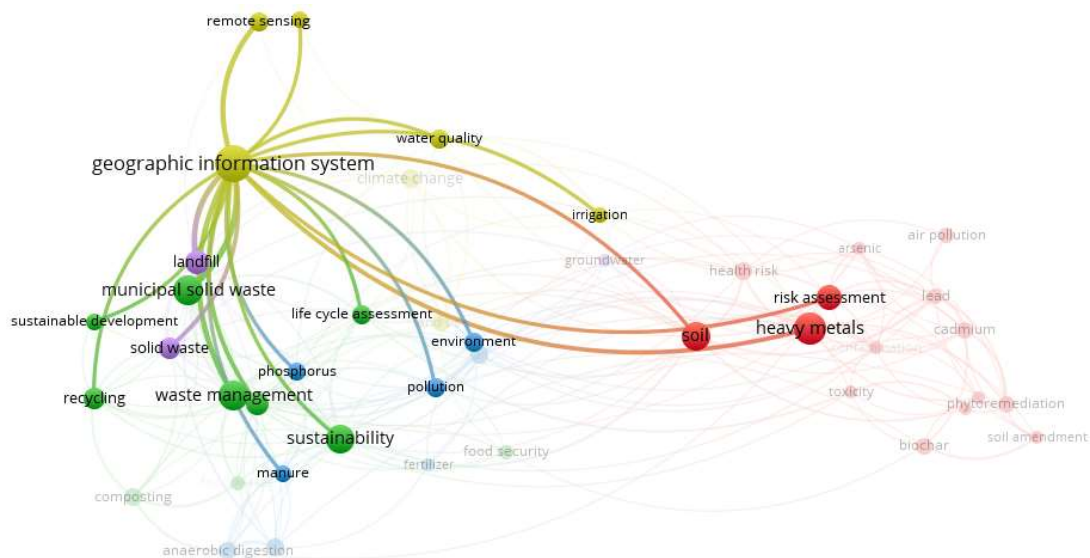 remote sensing
water quality
geographic information system
climate change
irrigation
air pollution
arsenic
groundwater
landfill
health risk
municipal solid waste
risk assessment
lead
life cycle assessment
sustainable development
heavy metals
cadmium
soil
environment
solid waste
phosphorus
pollution
toxicity
waste management
recycling
phytoremediation
sustainability
soil amendment
biochar
food security
fertilizer
manure
composting
anaerobic digestion